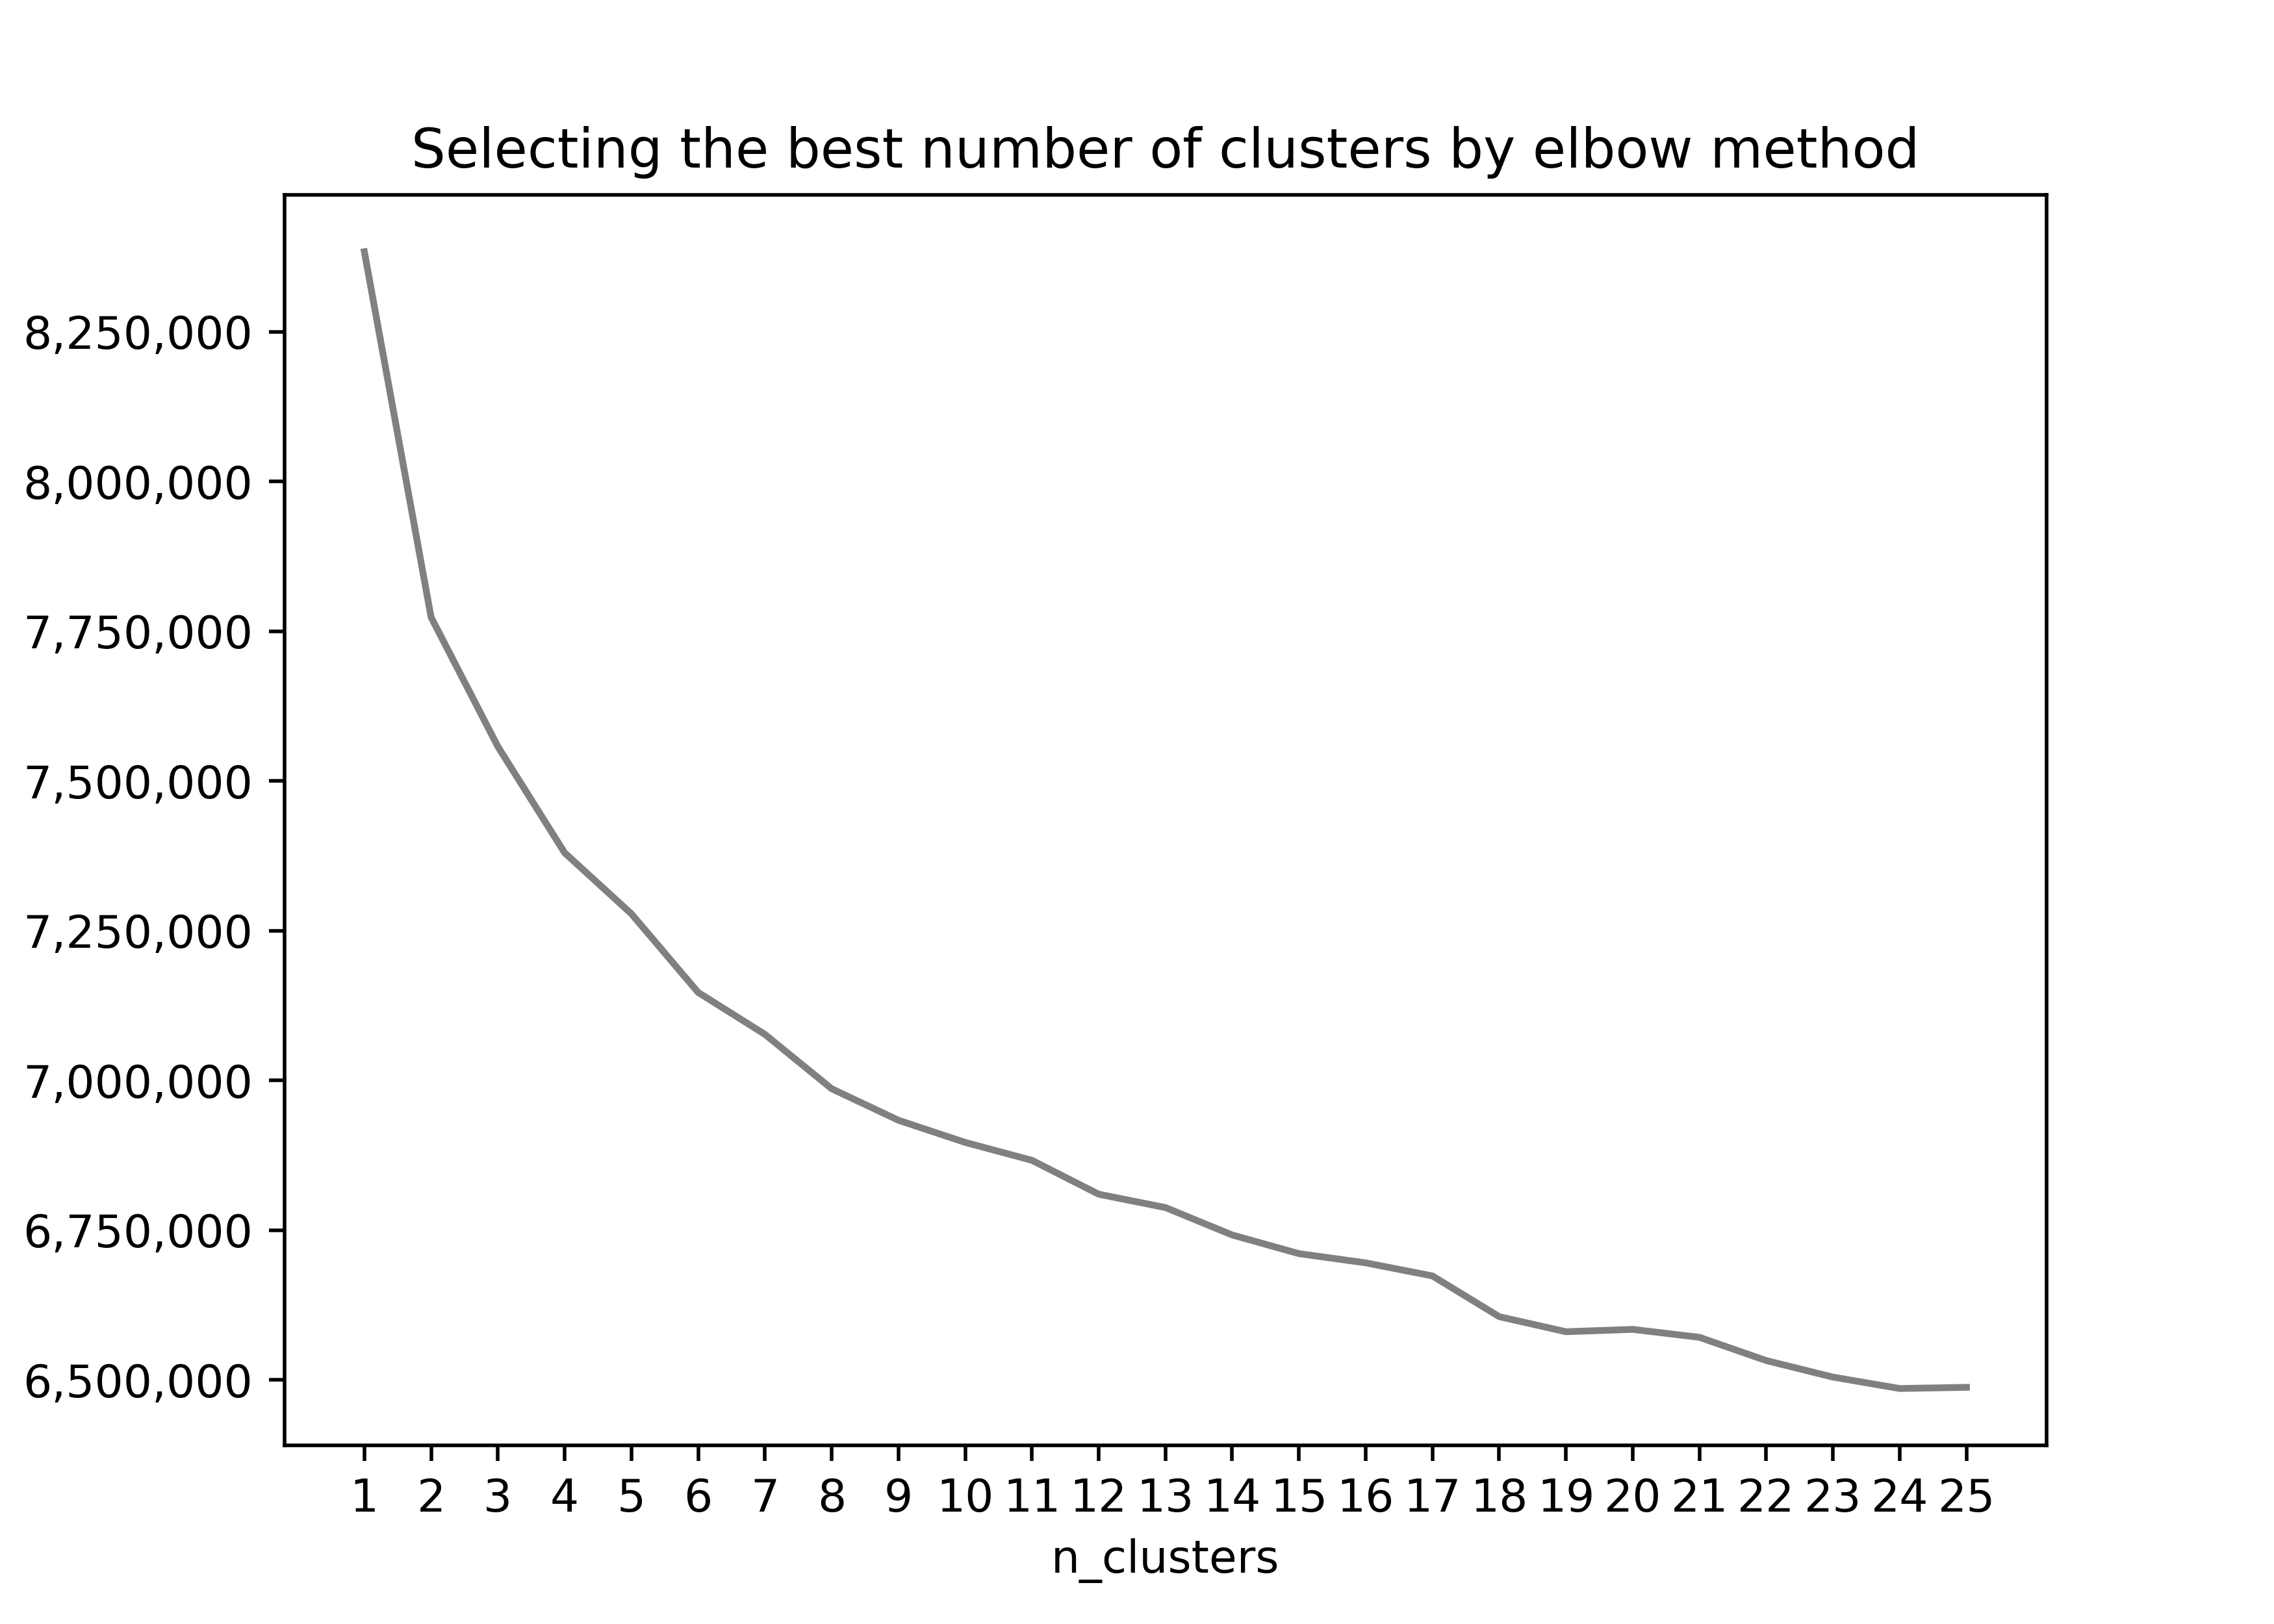 Selecting the best number of clusters by elbow method
8,250,000
8,000,000
7,750,000
7,500,000
7,250,000
7,000,000
6,750,000
6,500,000
1 2 3 4 5 6 7 8 9 10 11 12 13 14 15 16 17 18 19 20 21 22 23 24 25
n_clusters